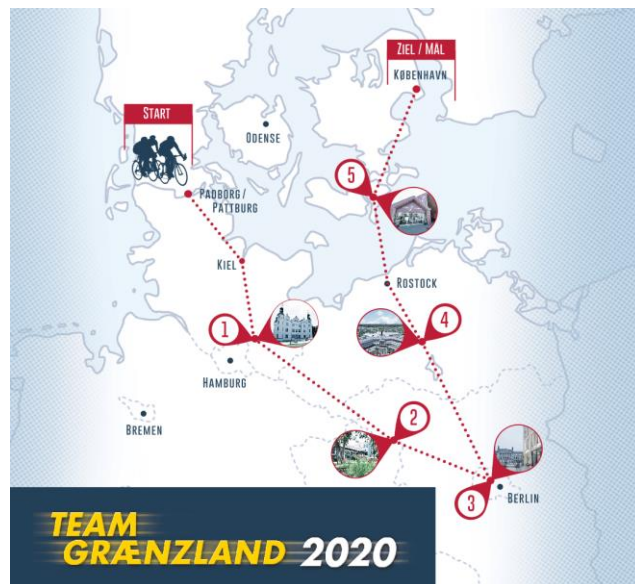 ZIEL / MÅL
KØBENHAVN
START
ODENSE
5
PADBORG /
PATTBURG
KIEL
ROSTOCK
1
4
HAMBURG
2
BREMEN
3
BERLIN
TEAM
GRÆNZLAND 2020